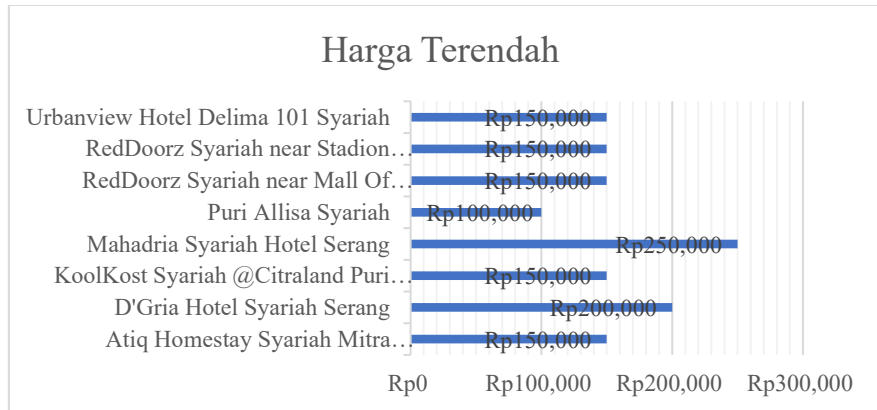 Harga Terendah
Urbanview Hotel Delima 101 Syariah Rp150,000
RedDoorz Syariah near Stadion… Rp150,000
RedDoorz Syariah near Mall Of… Rp150,000
Puri Allisa Syariah Rp100,000
Mahadria Syariah Hotel Serang Rp250,000
KoolKost Syariah @Citraland Puri… Rp150,000
D'Gria Hotel Syariah Serang Rp200,000
Atiq Homestay Syariah Mitra… Rp150,000
Rp0 Rp100,000 Rp200,000 Rp300,000